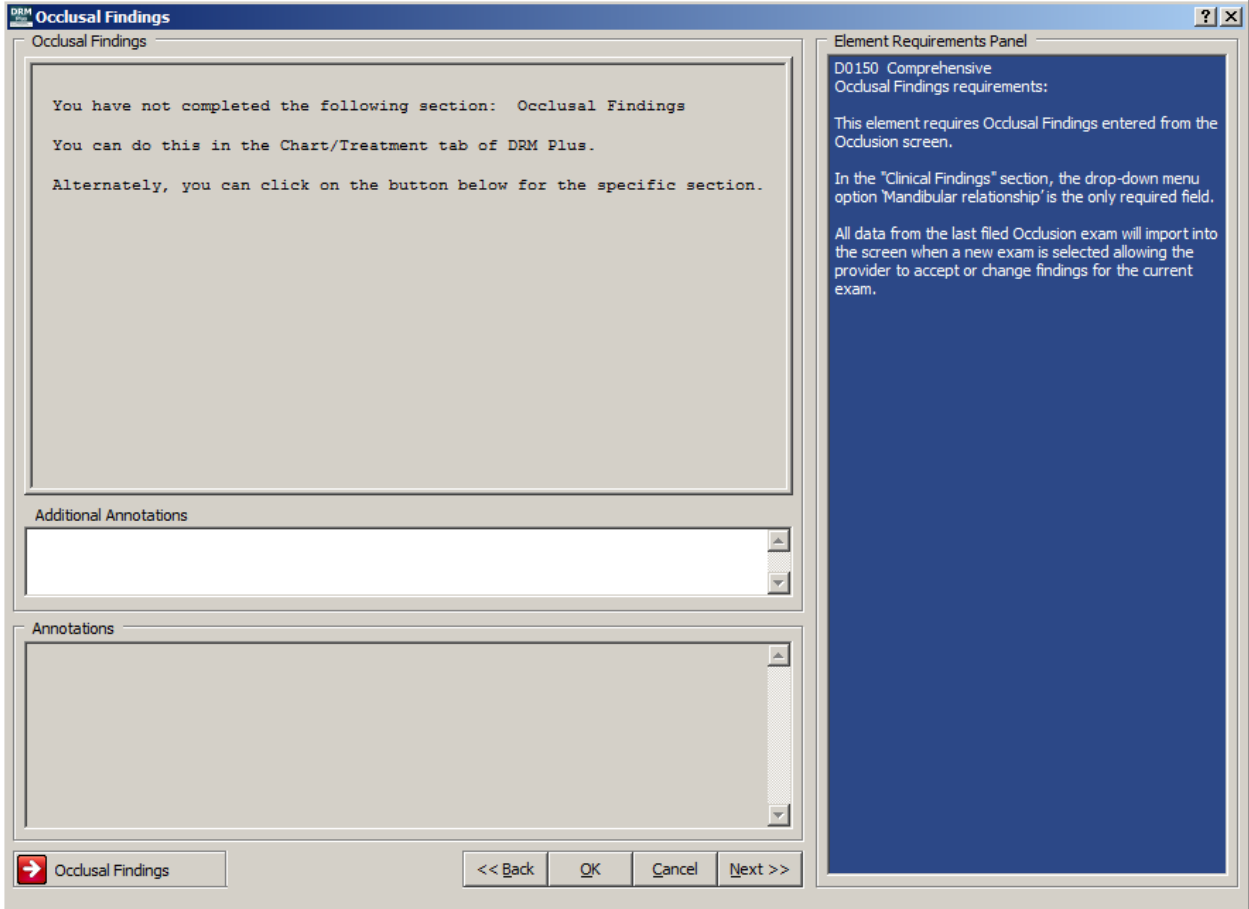 DRM Plus Occlusal Findings ? X
Occlusal Findings
You have not completed the following section: Occlusal Findings
You can do this in the Chart/Treatment tab of DRM Plus.
Alternately, you can click on the button below for the specific section.
Additional Annotations
Annotations
Occlusal Findings
<< Back OK Cancel Next >>
Element Requirements Panel
D0150 Comprehensive
Occlusal Findings requirements:
This element requires Occlusal Findings entered from the
Occlusion screen.
In the "Clinical Findings" section, the drop-down menu
option ‘Mandibular relationship’ is the only required field.
All data from the last filed Occlusion exam will import into
the screen when a new exam is selected allowing the
provider to accept or change findings for the current
exam.